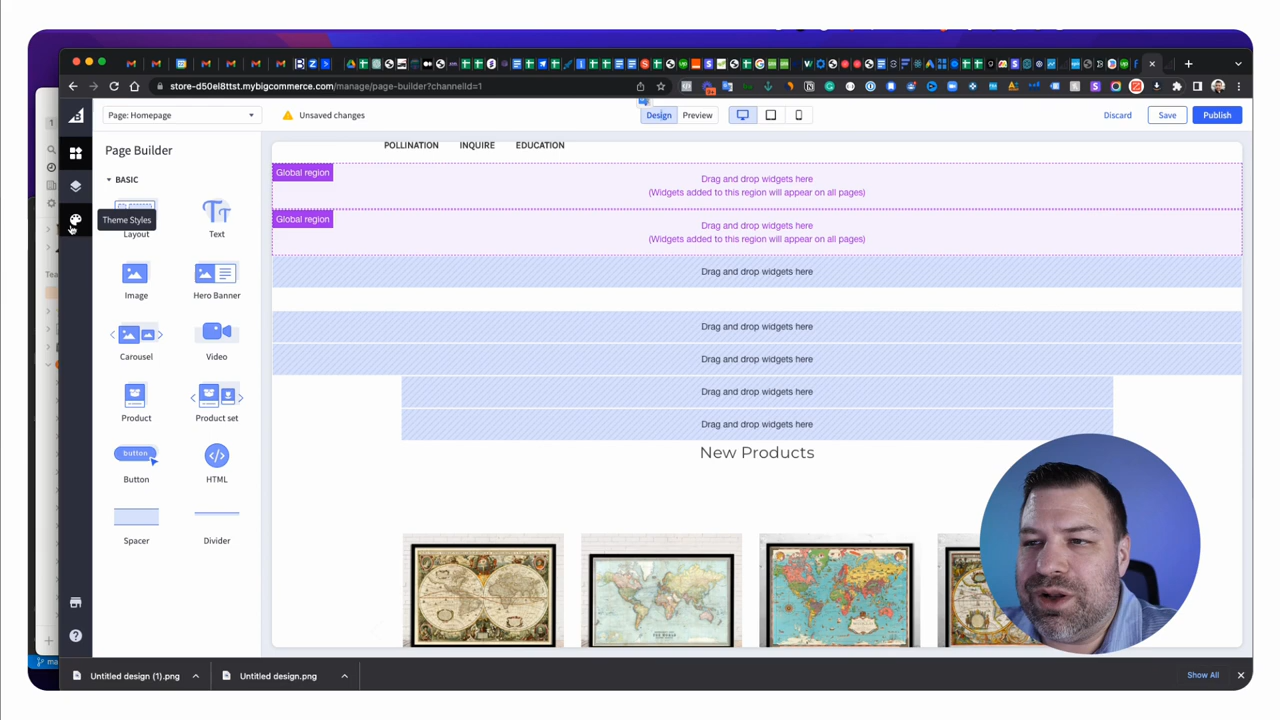 store-d50el8ttst.mybigcommerce.com/manage/page-builder?channelId=1
Page: Homepage
Unsaved changes
Design
Preview
Discard
Save
Publish
Page Builder
BASIC
Theme Styles
Layout
Text
Image
Hero Banner
Carousel
Video
Product
Product set
button
Button
HTML
Spacer
Divider
POLLINATION
INQUIRE
EDUCATION
Global region
Drag and drop widgets here
(Widgets added to this region will appear on all pages)
Global region
Drag and drop widgets here
(Widgets added to this region will appear on all pages)
Drag and drop widgets here
Drag and drop widgets here
Drag and drop widgets here
Drag and drop widgets here
Drag and drop widgets here
New Products
Untitled design (1).png
Untitled design.png
Show All